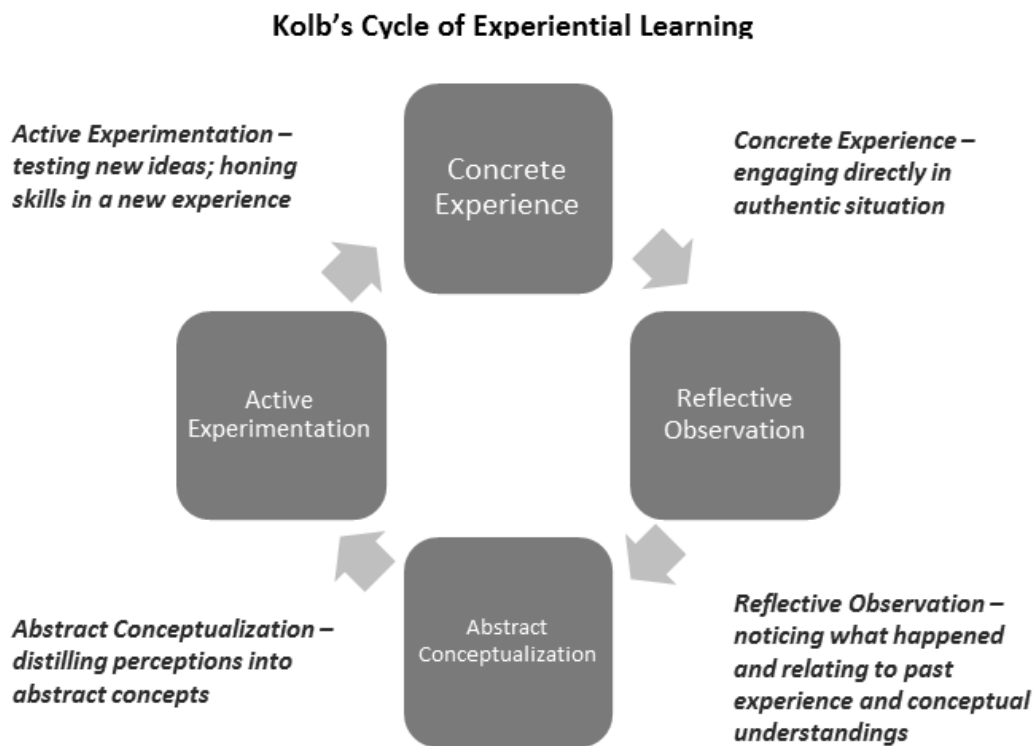 Kolb's Cycle of Experiential Learning
Active Experimentation –
testing new ideas; honing
skills in a new experience
Concrete
Experience
Concrete Experience –
engaging directly in
authentic situation
Active
Experimentation
Reflective
Observation
Abstract Conceptualization –
distilling perceptions into
abstract concepts
Abstract
Conceptualization
Reflective Observation –
noticing what happened
and relating to past
experience and conceptual
understandings